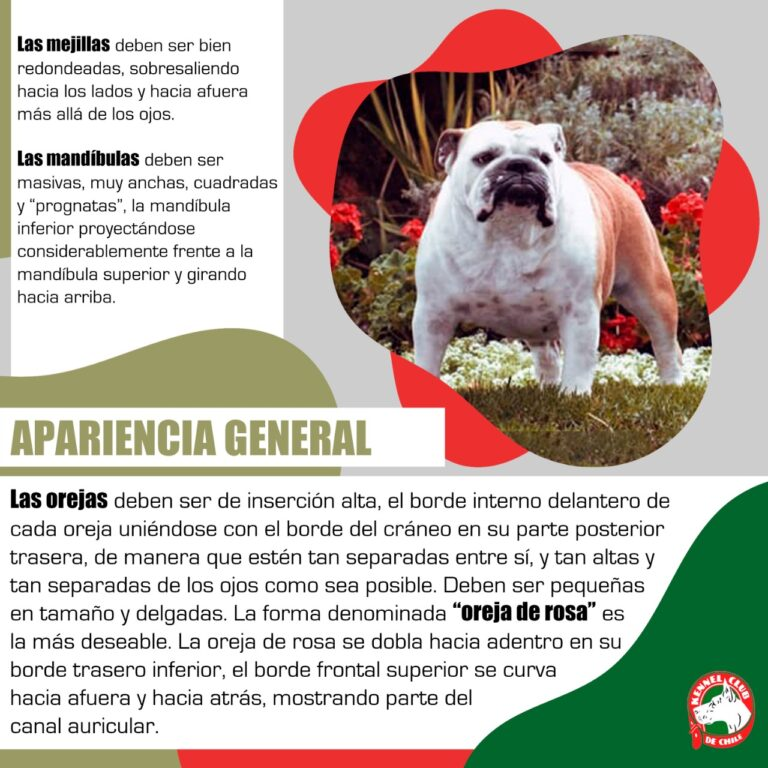 Las mejillas deben ser bien
redondeadas, sobresaliendo
hacia los lados y hacia afuera
más allá de los ojos.
Las mandíbulas deben ser
masivas, muy anchas, cuadradas
y “prognatas”, la mandíbula
inferior proyectándose
considerablemente frente a la
mandíbula superior y girando
hacia arriba.
APARIENCIA GENERAL
Las orejas deben ser de inserción alta, el borde interno delantero de
cada oreja uniéndose con el borde del cráneo en su parte posterior
trasera, de manera que estén tan separadas entre sí, y tan altas y
tan separadas de los ojos como sea posible. Deben ser pequeñas
en tamaño y delgadas. La forma denominada “oreja de rosa” es
la más deseable. La oreja de rosa se dobla hacia adentro en su
borde trasero inferior, el borde frontal superior se curva
hacia afuera y hacia atrás, mostrando parte del
canal auricular.
KENNEL CLUB
DE CHILE